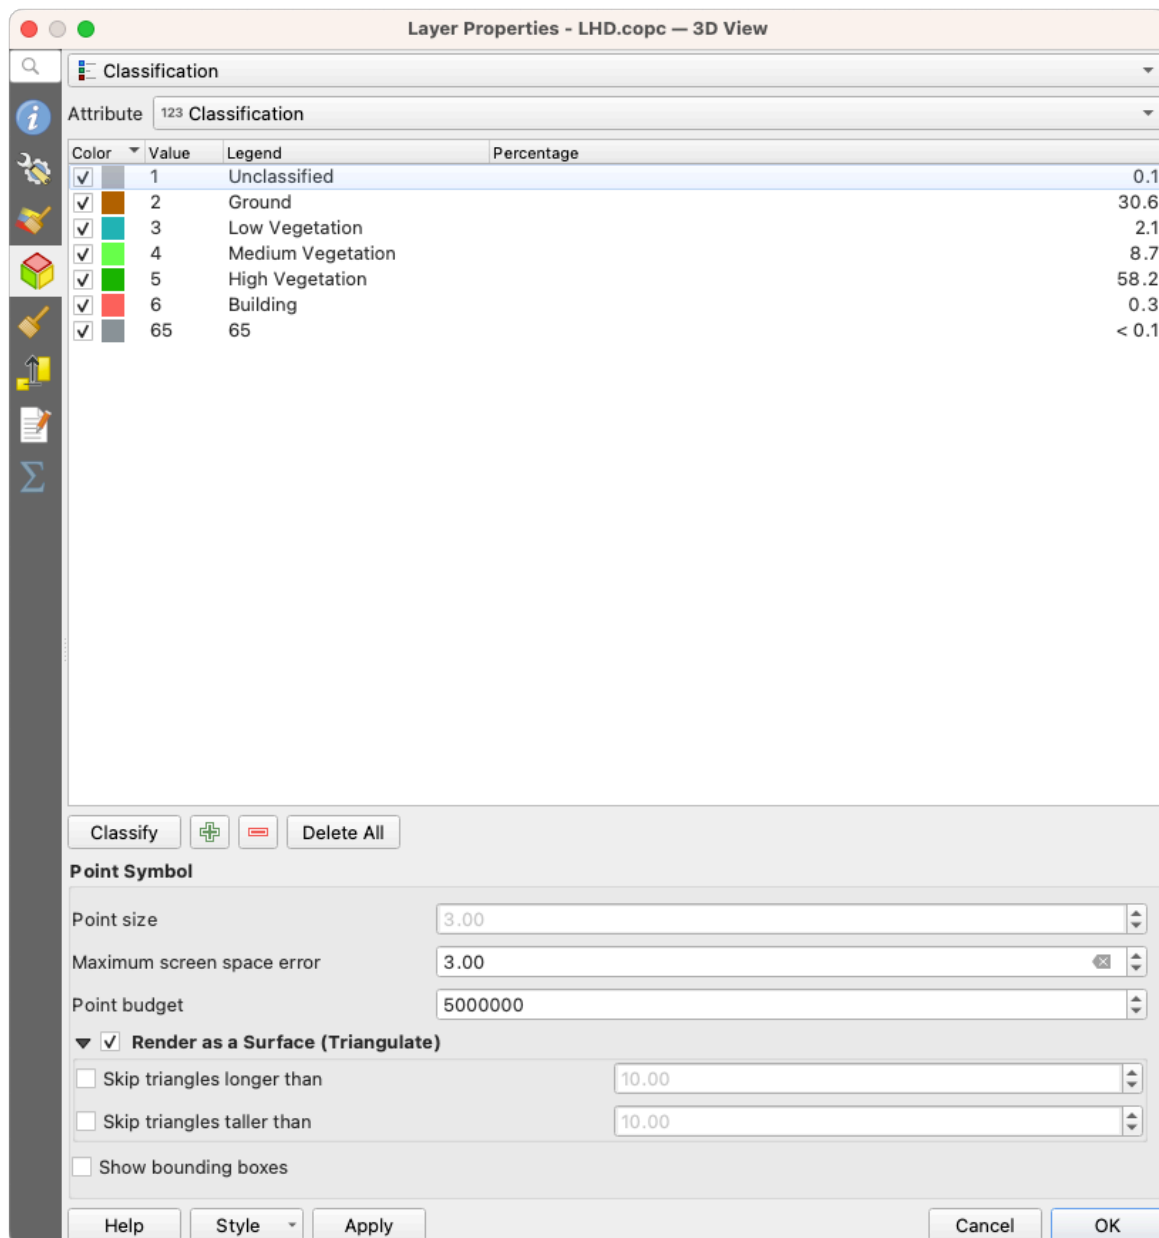 Layer Properties - LHD.copc — 3D View
Classification
Attribute 123 Classification
Color Value Legend Percentage
1 Unclassified 0.1
2 Ground 30.6
3 Low Vegetation 2.1
4 Medium Vegetation 8.7
5 High Vegetation 58.2
6 Building 0.3
65 65 < 0.1
Classify Delete All
Point Symbol
Point size 3.00
Maximum screen space error 3.00
Point budget 5000000
Render as a Surface (Triangulate)
Skip triangles longer than 10.00
Skip triangles taller than 10.00
Show bounding boxes
Help Style Apply Cancel OK